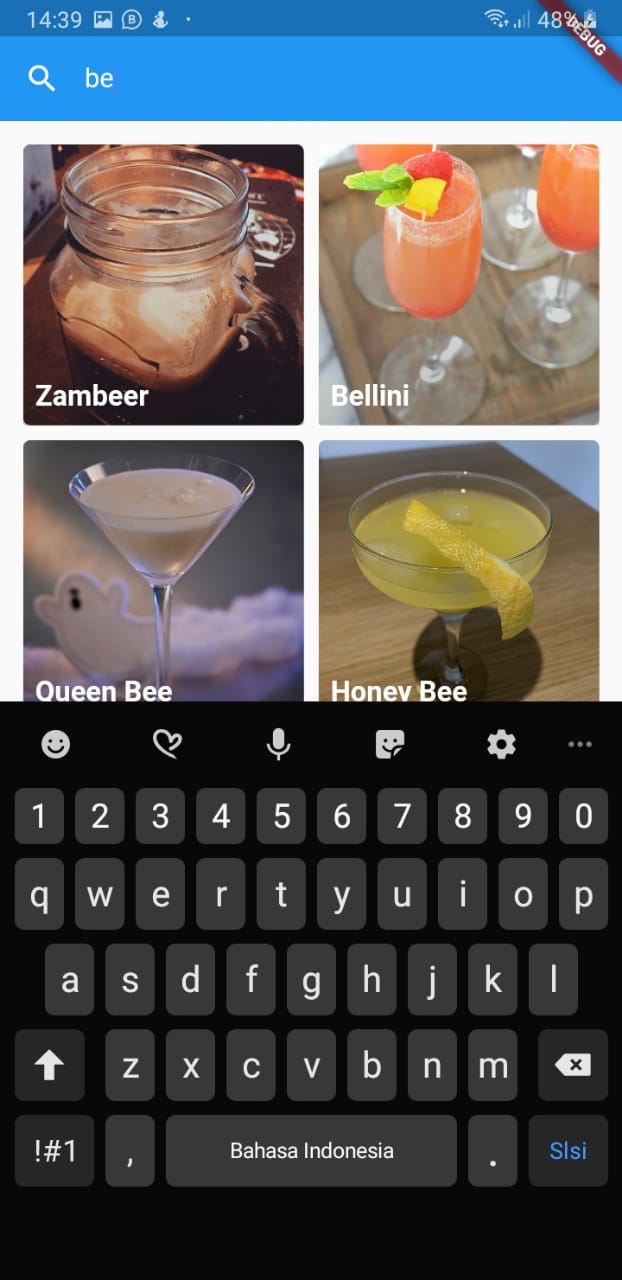 14:39 48%
DEBUG
be
Zambeer Bellini
Queen Bee Honey Bee
1 2 3 4 5 6 7 8 9 0
q w e r t y u i o p
a s d f g h j k l
z x c v b n m
!#1 , Bahasa Indonesia . Slsi